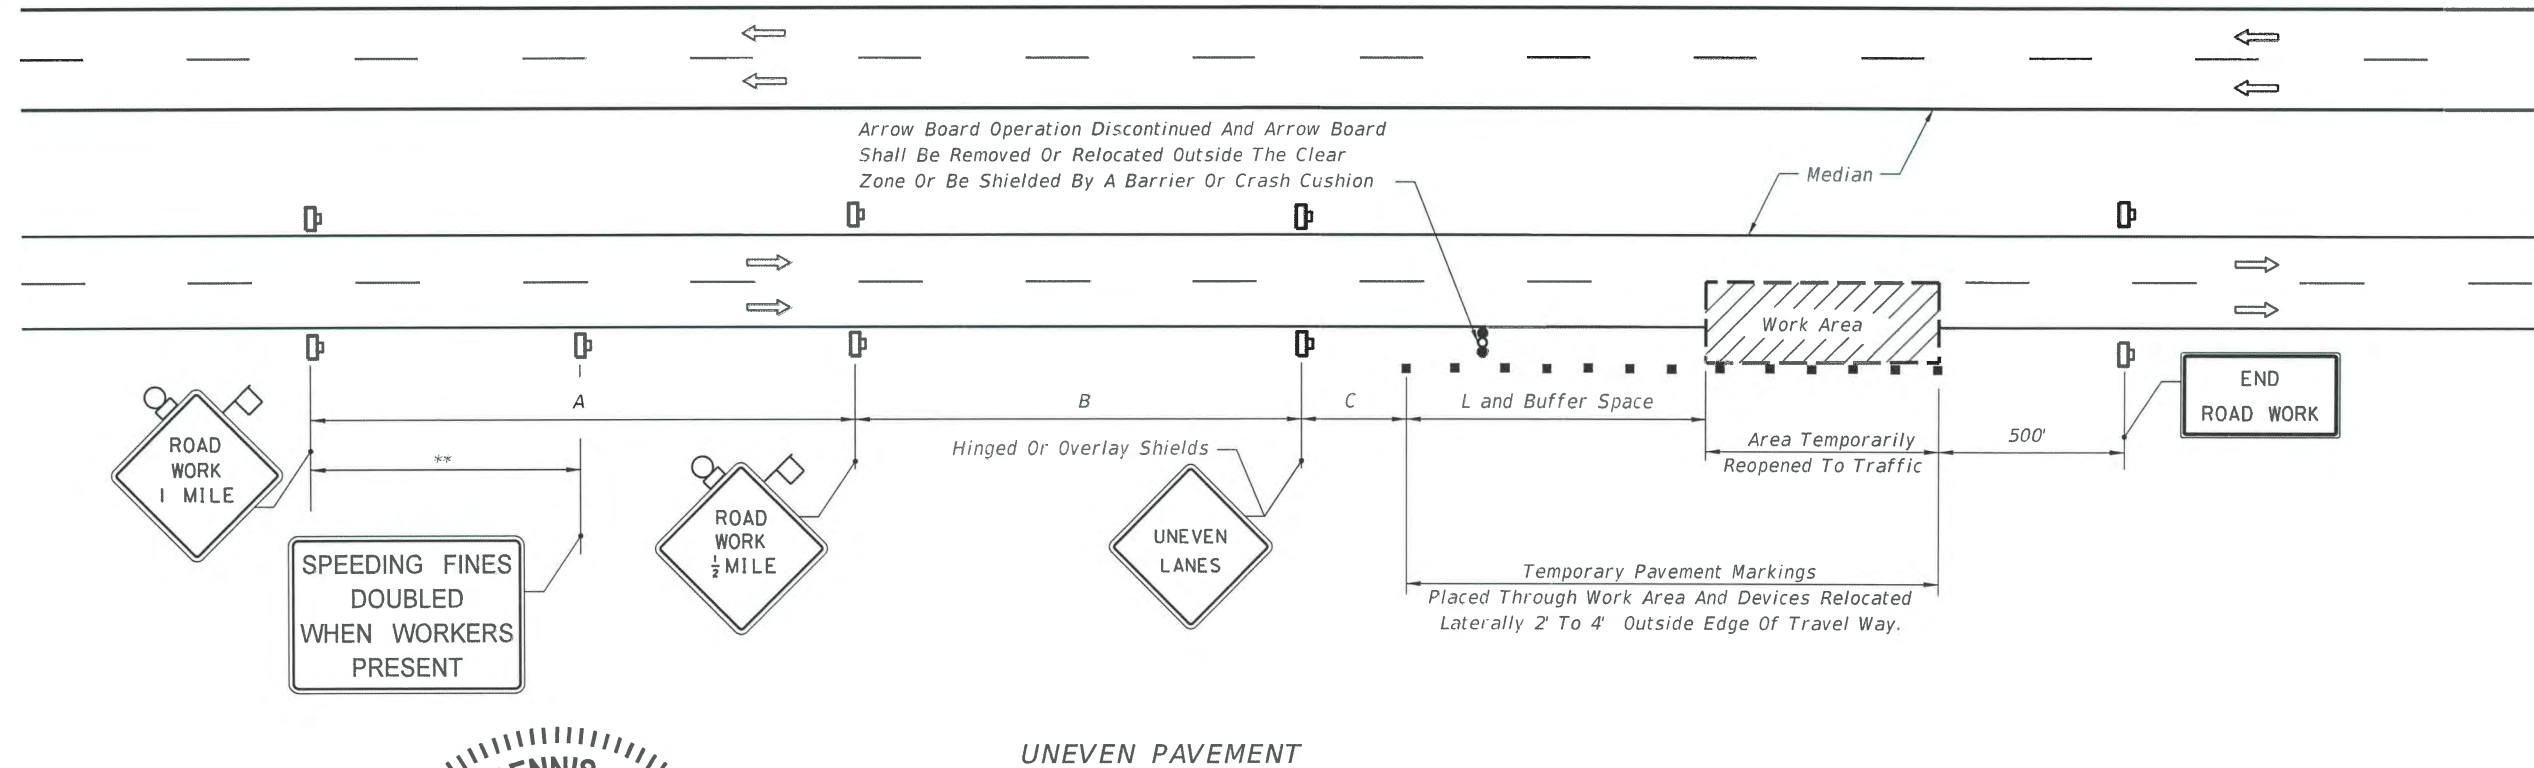 Arrow Board Operation Discontinued And Arrow Board
Shall Be Removed Or Relocated Outside The Clear
Zone Or Be Shielded By A Barrier Or Crash Cushion
Median
Work Area
A
B
C
L and Buffer Space
END
ROAD WORK
ROAD
WORK
1 MILE
**
Hinged Or Overlay Shields
Area Temporarily
Reopened To Traffic
500'
ROAD
WORK
½ MILE
UNEVEN
LANES
SPEEDING FINES
DOUBLED
WHEN WORKERS
PRESENT
Temporary Pavement Markings
Placed Through Work Area And Devices Relocated
Laterally 2' To 4' Outside Edge Of Travel Way.
UNEVEN PAVEMENT